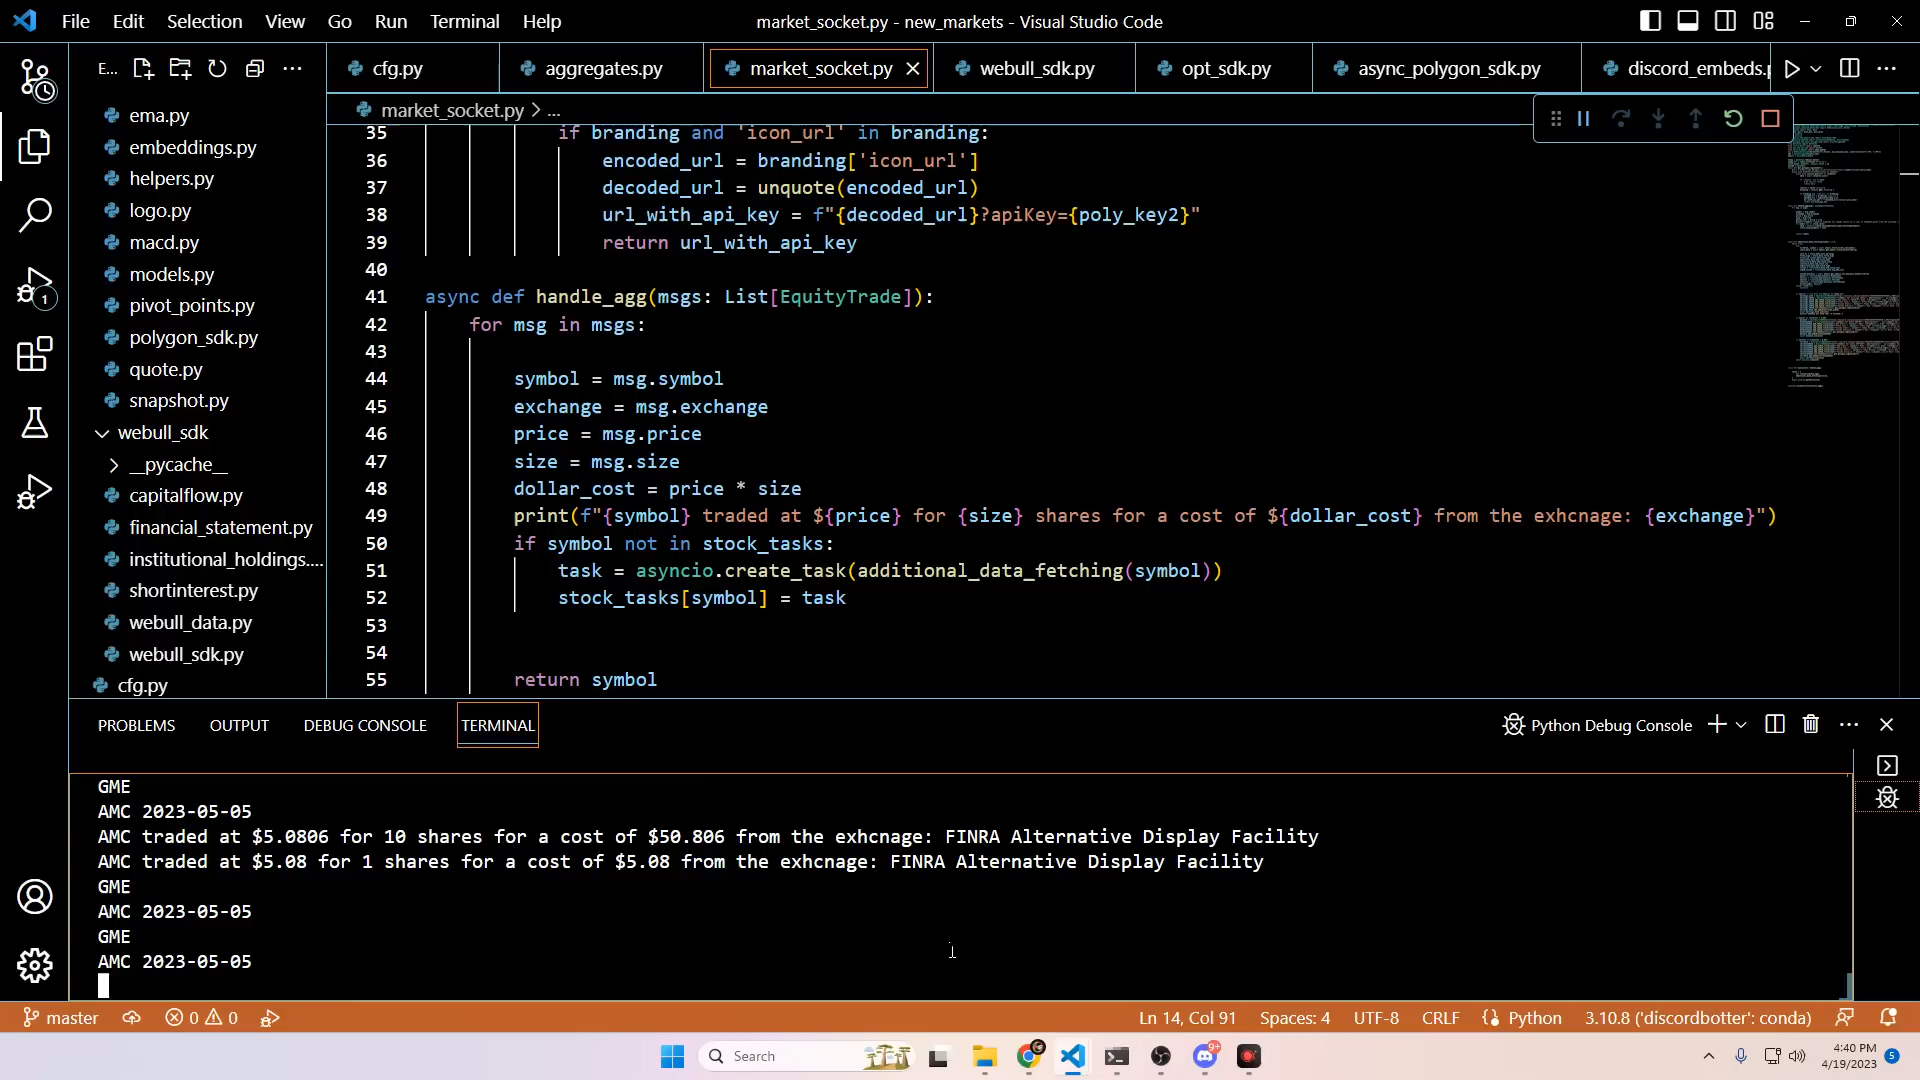 File Edit Selection View Go Run Terminal Help
market_socket.py - new_markets - Visual Studio Code
E...
cfg.py aggregates.py market_socket.py webull_sdk.py opt_sdk.py async_polygon_sdk.py discord_embeds.p
market_socket.py > ...
ema.py
embeddings.py
helpers.py
logo.py
macd.py
models.py
pivot_points.py
polygon_sdk.py
quote.py
snapshot.py
webull_sdk
__pycache__
capitalflow.py
financial_statement.py
institutional_holdings....
shortinterest.py
webull_data.py
webull_sdk.py
cfg.py
1
35 if branding and 'icon_url' in branding:
36 encoded_url = branding['icon_url']
37 decoded_url = unquote(encoded_url)
38 url_with_api_key = f"{decoded_url}?apiKey={poly_key2}"
39 return url_with_api_key
40
41 async def handle_agg(msgs: List[EquityTrade]):
42 for msg in msgs:
43
44 symbol = msg.symbol
45 exchange = msg.exchange
46 price = msg.price
47 size = msg.size
48 dollar_cost = price * size
49 print(f"{symbol} traded at ${price} for {size} shares for a cost of ${dollar_cost} from the exhcnage: {exchange}")
50 if symbol not in stock_tasks:
51 task = asyncio.create_task(additional_data_fetching(symbol))
52 stock_tasks[symbol] = task
53
54
55 return symbol
PROBLEMS OUTPUT DEBUG CONSOLE TERMINAL
Python Debug Console
GME
AMC 2023-05-05
AMC traded at $5.0806 for 10 shares for a cost of $50.806 from the exhcnage: FINRA Alternative Display Facility
AMC traded at $5.08 for 1 shares for a cost of $5.08 from the exhcnage: FINRA Alternative Display Facility
GME
AMC 2023-05-05
GME
AMC 2023-05-05
master 0 0
Ln 14, Col 91 Spaces: 4 UTF-8 CRLF Python 3.10.8 ('discordbotter': conda)
Search
9+
4:40 PM
4/19/2023
5